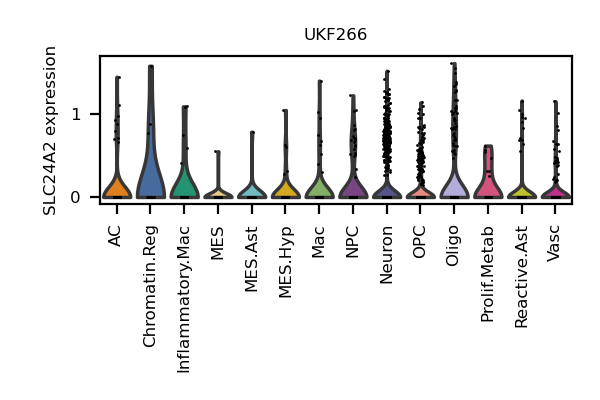 UKF266
SLC24A2 expression
1
0
AC
Chromatin.Reg
Inflammatory.Mac
MES
MES.Ast
MES.Hyp
Mac
NPC
Neuron
OPC
Oligo
Prolif.Metab
Reactive.Ast
Vasc